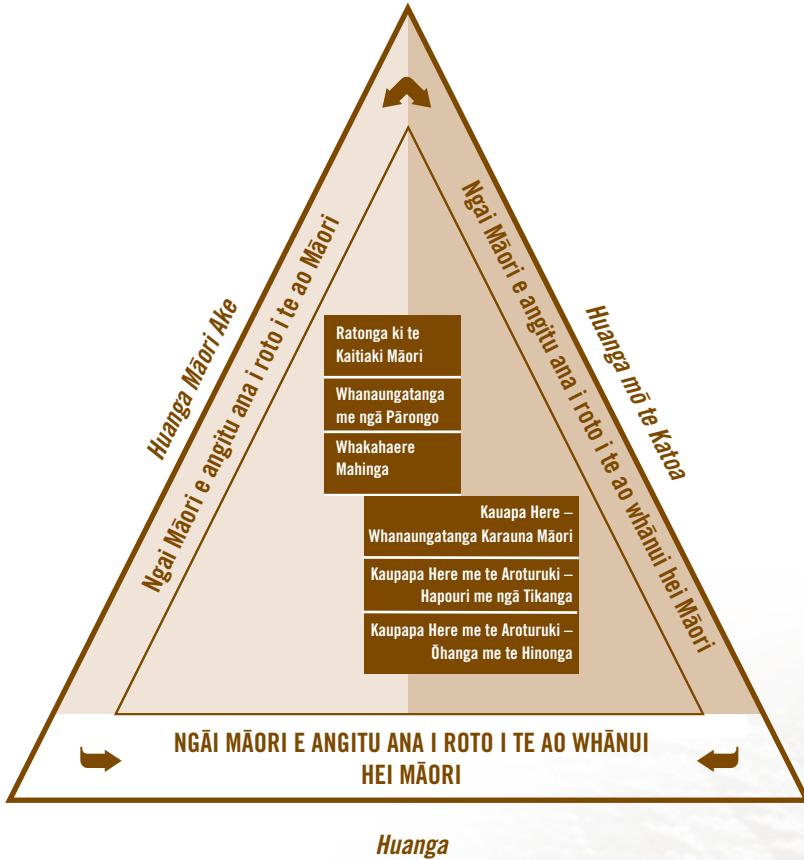 Huanga Māori Ake
Ngai Māori e angitu ana i roto i te ao Māori
Ngai Māori e angitu ana i roto i te ao whānui hei Māori
Huanga mō te Katoa
Ratonga ki te
Kaitiaki Māori
Whanaungatanga
me ngā Pārongo
Whakahaere
Mahinga
Kauapa Here –
Whanaungatanga Karauna Māori
Kaupapa Here me te Aroturuki –
Hapouri me ngā Tikanga
Kaupapa Here me te Aroturuki –
Ōhanga me te Hinonga
NGĀI MĀORI E ANGITU ANA I ROTO I TE AO WHĀNUI
HEI MĀORI
Huanga